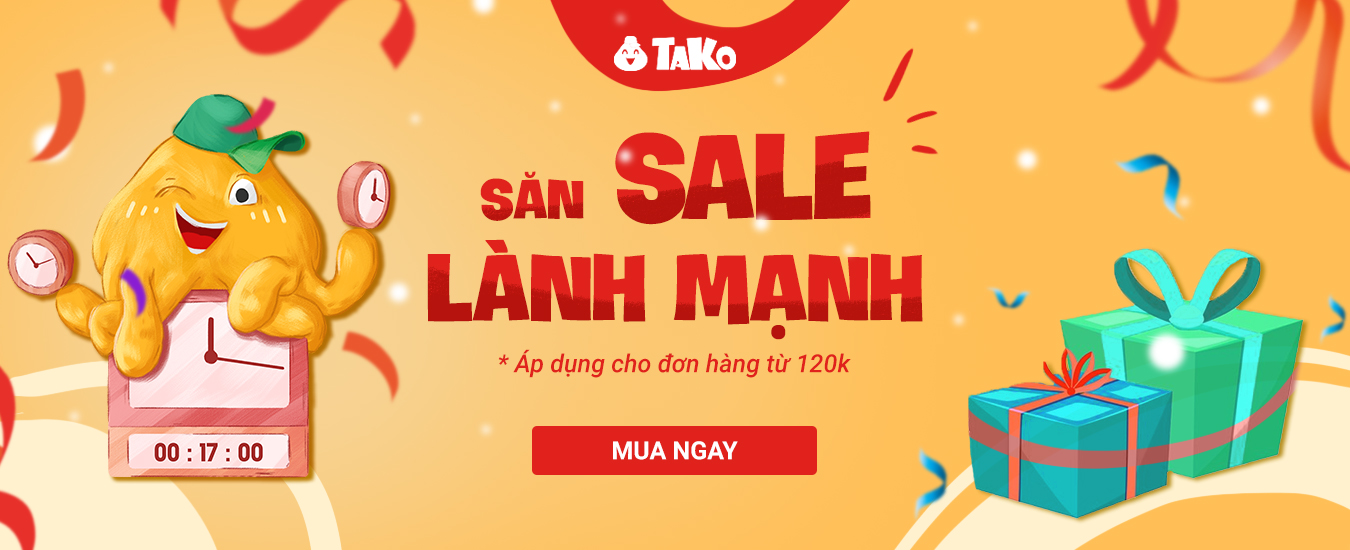 TAKO
SĂN SALE
LÀNH MẠNH
* Áp dụng cho đơn hàng từ 120k
MUA NGAY
00 : 17 : 00